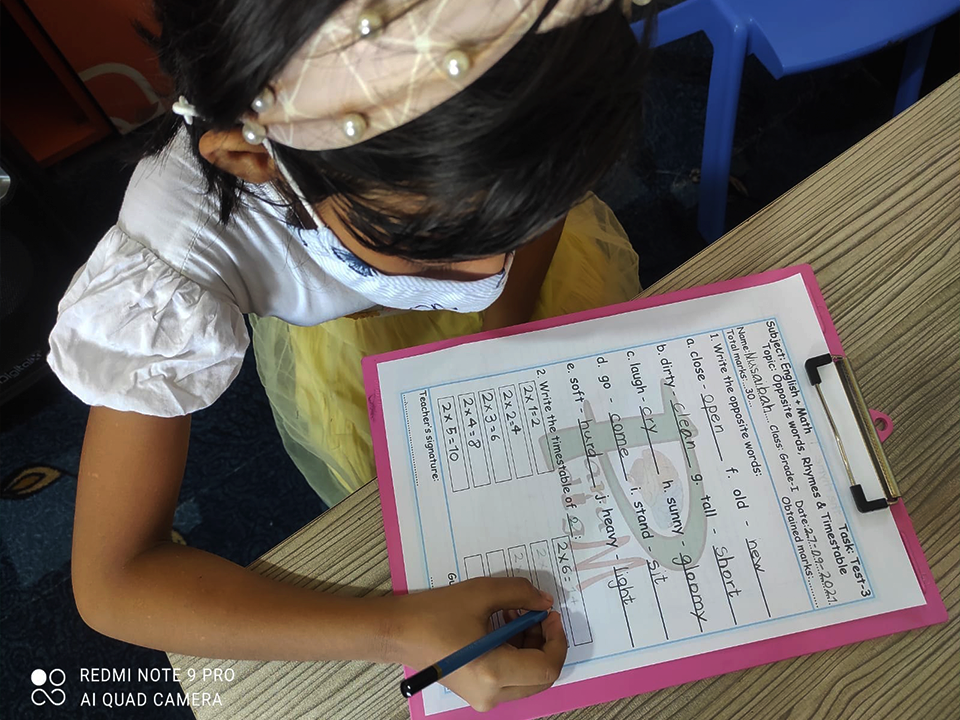 Task: Test-3
Subject: English + Math
Topic: Opposite words, Rhymes & Timestable
Name: Nusaibah Class: Grade-I Date: 27-09-2021
Total marks: 30 Obtained marks:
1. Write the opposite words:
a. close - open f. old - new
b. dirty - clean g. tall - short
c. laugh - cry h. sunny - gloomy
d. go - come i. stand - sit
e. soft - hard j. heavy - light
2. Write the timestable of 2:
2x1=2 2x6=
2x2=4
2x3=6
2x4=8
2x5=10
Teacher's signature:
REDMI NOTE 9 PRO
AI QUAD CAMERA